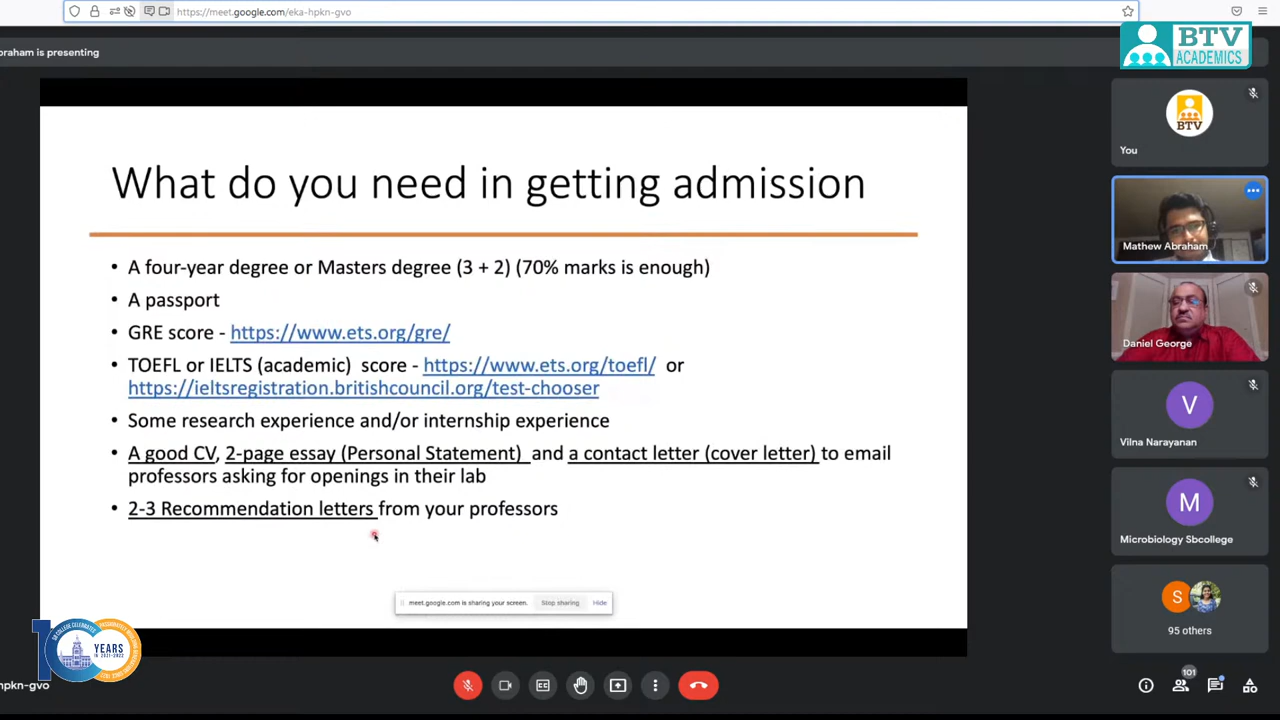 https://meet.google.com/eka-hpkn-gvo
braham is presenting
BTV
ACADEMICS
What do you need in getting admission
• A four-year degree or Masters degree (3 + 2) (70% marks is enough)
• A passport
• GRE score - https://www.ets.org/gre/
• TOEFL or IELTS (academic) score - https://www.ets.org/toefl/ or
https://ieltsregistration.britishcouncil.org/test-chooser
• Some research experience and/or internship experience
• A good CV, 2-page essay (Personal Statement) and a contact letter (cover letter) to email
professors asking for openings in their lab
• 2-3 Recommendation letters from your professors
meet.google.com is sharing your screen. Stop sharing Hide
BTV
You
Mathew Abraham
Daniel George
V
Vilna Narayanan
M
Microbiology Sbcollege
S
95 others
100
YEARS
IN 2021-2022
hpkn-gvo
101